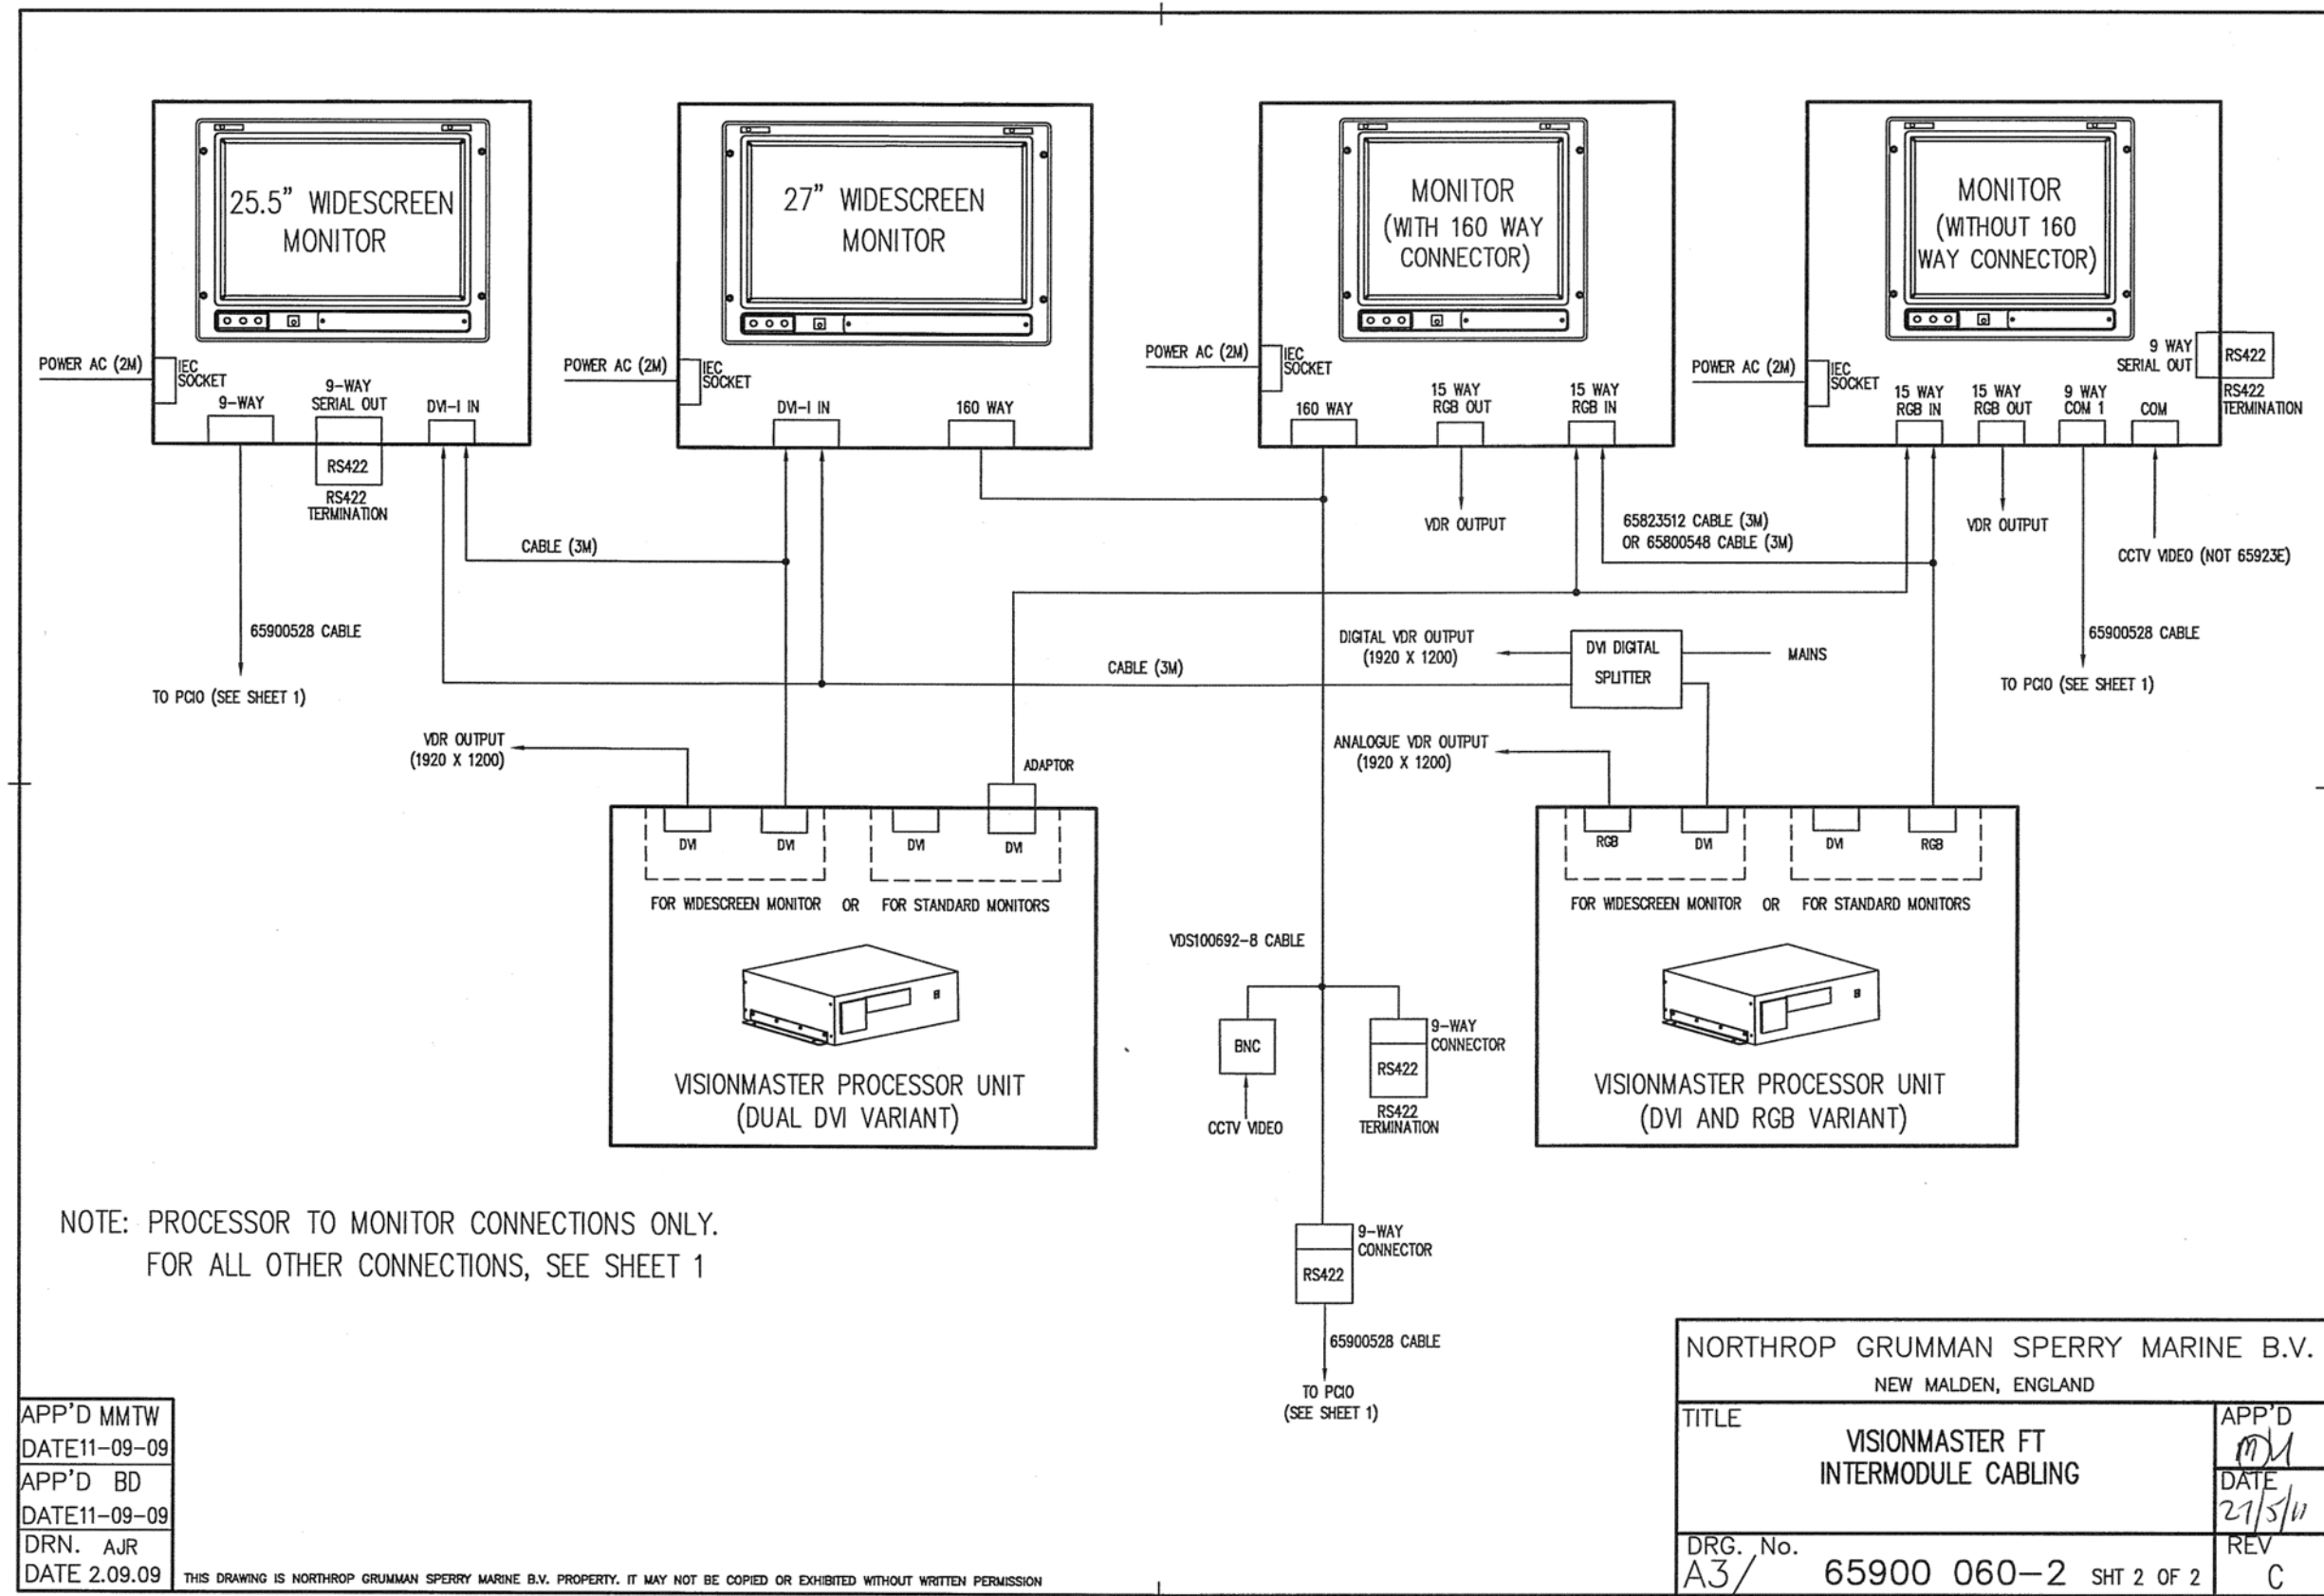 25.5" WIDESCREEN
MONITOR
POWER AC (2M)
IEC
SOCKET
9-WAY
9-WAY
SERIAL OUT
DVI-I IN
RS422
RS422
TERMINATION
65900528 CABLE
TO PCIO (SEE SHEET 1)
27" WIDESCREEN
MONITOR
POWER AC (2M)
IEC
SOCKET
DVI-I IN
160 WAY
CABLE (3M)
MONITOR
(WITH 160 WAY
CONNECTOR)
POWER AC (2M)
IEC
SOCKET
160 WAY
15 WAY
RGB OUT
15 WAY
RGB IN
VDR OUTPUT
65823512 CABLE (3M)
OR 65800548 CABLE (3M)
MONITOR
(WITHOUT 160
WAY CONNECTOR)
POWER AC (2M)
IEC
SOCKET
15 WAY
RGB IN
15 WAY
RGB OUT
9 WAY
COM 1
COM
9 WAY
SERIAL OUT
RS422
RS422
TERMINATION
VDR OUTPUT
CCTV VIDEO (NOT 65923E)
65900528 CABLE
TO PCIO (SEE SHEET 1)
CABLE (3M)
DIGITAL VDR OUTPUT
(1920 X 1200)
DVI DIGITAL
SPLITTER
MAINS
VDR OUTPUT
(1920 X 1200)
ADAPTOR
ANALOGUE VDR OUTPUT
(1920 X 1200)
DVI
DVI
DVI
DVI
FOR WIDESCREEN MONITOR OR FOR STANDARD MONITORS
VISIONMASTER PROCESSOR UNIT
(DUAL DVI VARIANT)
RGB
DVI
DVI
RGB
FOR WIDESCREEN MONITOR OR FOR STANDARD MONITORS
VISIONMASTER PROCESSOR UNIT
(DVI AND RGB VARIANT)
VDS100692-8 CABLE
BNC
CCTV VIDEO
9-WAY
CONNECTOR
RS422
RS422
TERMINATION
9-WAY
CONNECTOR
RS422
65900528 CABLE
TO PCIO
(SEE SHEET 1)
NOTE: PROCESSOR TO MONITOR CONNECTIONS ONLY.
FOR ALL OTHER CONNECTIONS, SEE SHEET 1
APP'D MMTW
DATE11-09-09
APP'D BD
DATE11-09-09
DRN. AJR
DATE 2.09.09
THIS DRAWING IS NORTHROP GRUMMAN SPERRY MARINE B.V. PROPERTY. IT MAY NOT BE COPIED OR EXHIBITED WITHOUT WRITTEN PERMISSION
NORTHROP GRUMMAN SPERRY MARINE B.V.
NEW MALDEN, ENGLAND
TITLE
VISIONMASTER FT
INTERMODULE CABLING
APP'D
DATE
27/5/11
DRG. No.
A3/ 65900 060-2 SHT 2 OF 2
REV
C